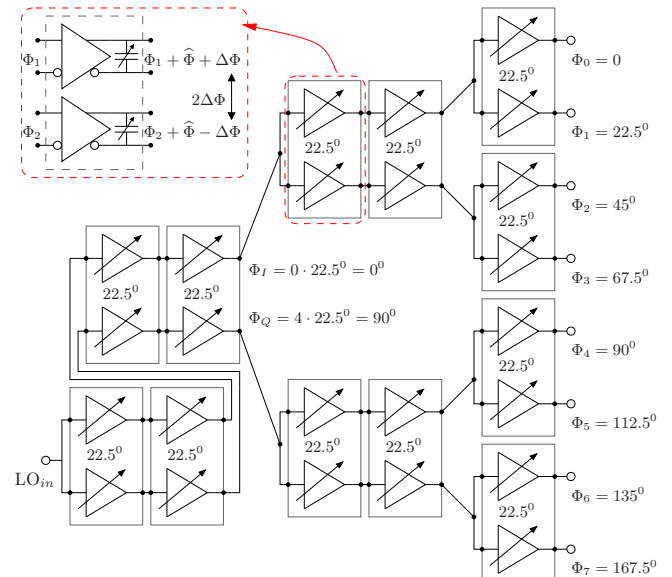 Φ₁
Φ₁ + Φ̂ + ΔΦ
2ΔΦ
Φ₂
Φ₂ + Φ̂ − ΔΦ
22.5⁰
22.5⁰
22.5⁰
Φ₀ = 0
Φ₁ = 22.5⁰
22.5⁰
Φ₂ = 45⁰
Φ₃ = 67.5⁰
22.5⁰
22.5⁰
Φ_I = 0 · 22.5⁰ = 0⁰
Φ_Q = 4 · 22.5⁰ = 90⁰
22.5⁰
Φ₄ = 90⁰
Φ₅ = 112.5⁰
22.5⁰
22.5⁰
22.5⁰
22.5⁰
LO_in
22.5⁰
Φ₆ = 135⁰
Φ₇ = 167.5⁰